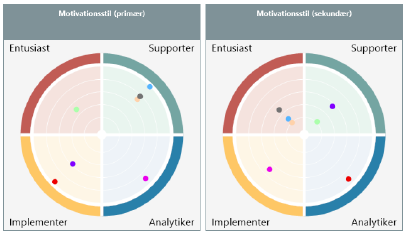 Motivationsstil (primær)
Entusiast Supporter
Implementer Analytiker
Motivationsstil (sekundær)
Entusiast Supporter
Implementer Analytiker